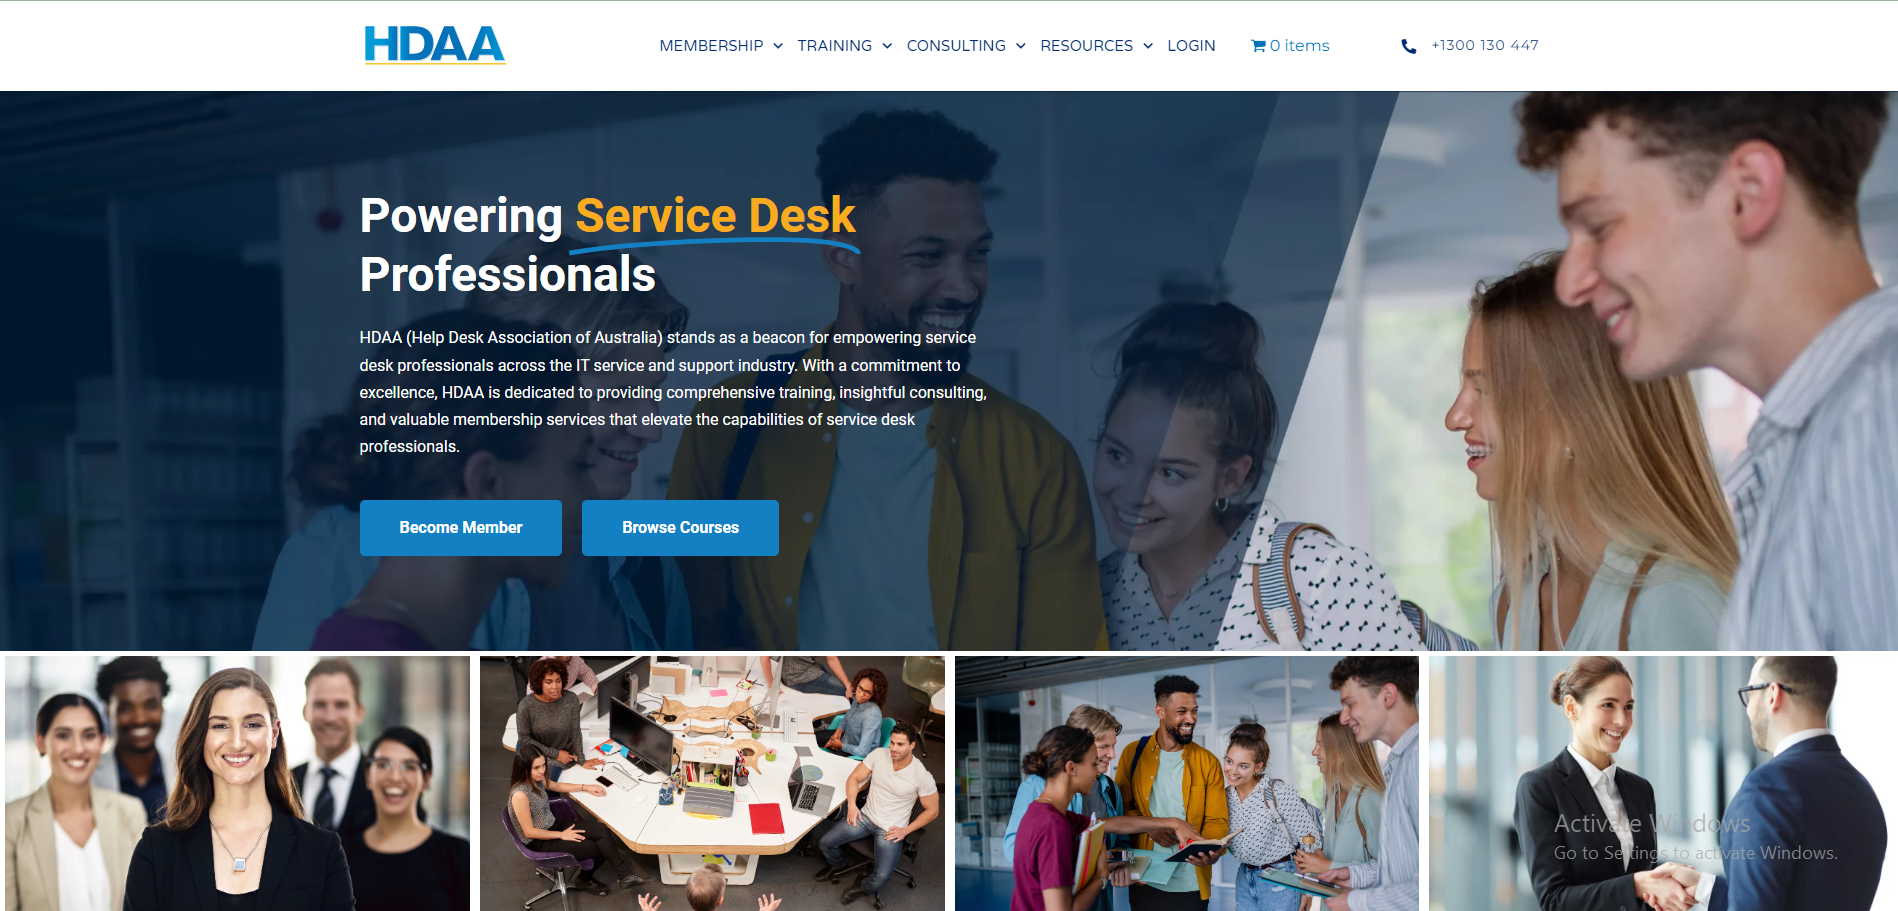 HDAA
MEMBERSHIP TRAINING CONSULTING RESOURCES LOGIN 0 items +1300 130 447
Powering Service Desk
Professionals
HDAA (Help Desk Association of Australia) stands as a beacon for empowering service
desk professionals across the IT service and support industry. With a commitment to
excellence, HDAA is dedicated to providing comprehensive training, insightful consulting,
and valuable membership services that elevate the capabilities of service desk
professionals.
Become Member Browse Courses
Activate Windows
Go to Settings to activate Windows.